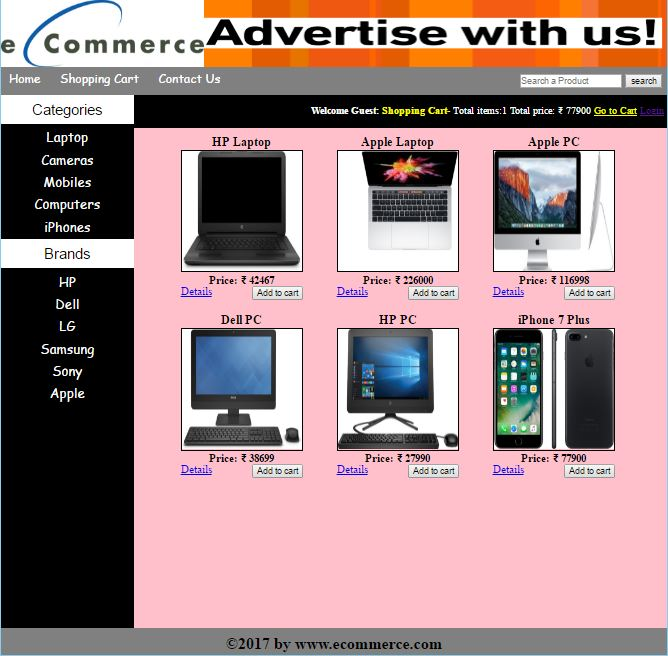 e Commerce
Advertise with us!
Home Shopping Cart Contact Us
Search a Product search
Categories
Welcome Guest: Shopping Cart- Total items:1 Total price: ₹ 77900 Go to Cart Login
Laptop
Cameras
Mobiles
Computers
iPhones
Brands
HP
Dell
LG
Samsung
Sony
Apple
HP Laptop
Price: ₹ 42467
Details Add to cart
Apple Laptop
Price: ₹ 226000
Details Add to cart
Apple PC
Price: ₹ 116998
Details Add to cart
Dell PC
Price: ₹ 38699
Details Add to cart
HP PC
Price: ₹ 27990
Details Add to cart
iPhone 7 Plus
Price: ₹ 77900
Details Add to cart
©2017 by www.ecommerce.com